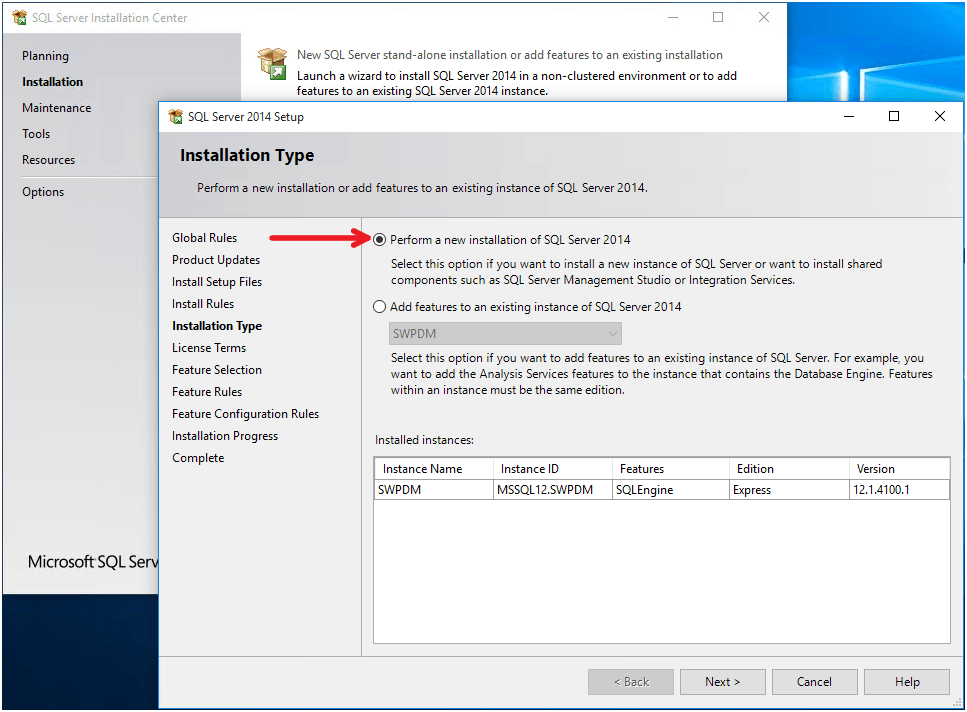 SQL Server Installation Center
Planning
Installation
Maintenance
Tools
Resources
Options
New SQL Server stand-alone installation or add features to an existing installation
Launch a wizard to install SQL Server 2014 in a non-clustered environment or to add
features to an existing SQL Server 2014 instance.
Microsoft SQL Serv
SQL Server 2014 Setup
Installation Type
Perform a new installation or add features to an existing instance of SQL Server 2014.
Global Rules
Product Updates
Install Setup Files
Install Rules
Installation Type
License Terms
Feature Selection
Feature Rules
Feature Configuration Rules
Installation Progress
Complete
Perform a new installation of SQL Server 2014
Select this option if you want to install a new instance of SQL Server or want to install shared
components such as SQL Server Management Studio or Integration Services.
Add features to an existing instance of SQL Server 2014
SWPDM
Select this option if you want to add features to an existing instance of SQL Server. For example, you
want to add the Analysis Services features to the instance that contains the Database Engine. Features
within an instance must be the same edition.
Installed instances:
Instance Name Instance ID Features Edition Version
SWPDM MSSQL12.SWPDM SQLEngine Express 12.1.4100.1
< Back Next > Cancel Help